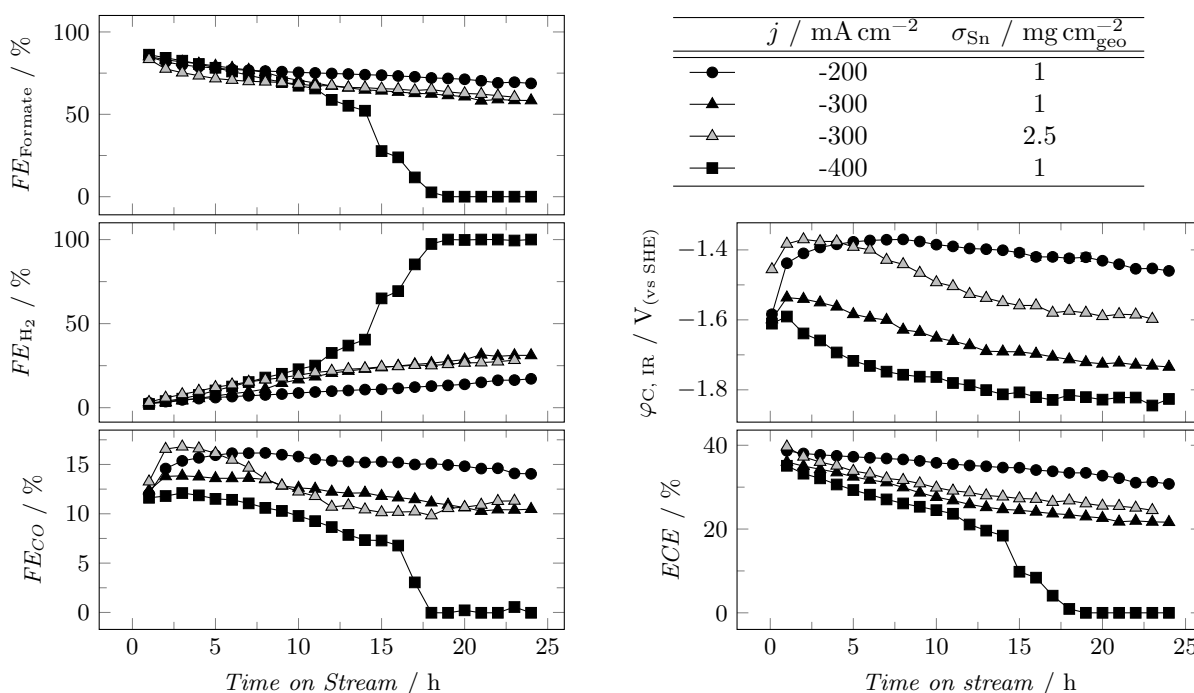 FE_Formate / %
100
50
0
FE_H2 / %
100
50
0
FE_CO / %
15
10
5
0
0 5 10 15 20 25
Time on Stream / h
j / mA cm−2 σSn / mg cm−2geo
-200 1
-300 1
-300 2.5
-400 1
φC, IR / V(vs SHE)
−1.4
−1.6
−1.8
ECE / %
40
20
0
0 5 10 15 20 25
Time on stream / h